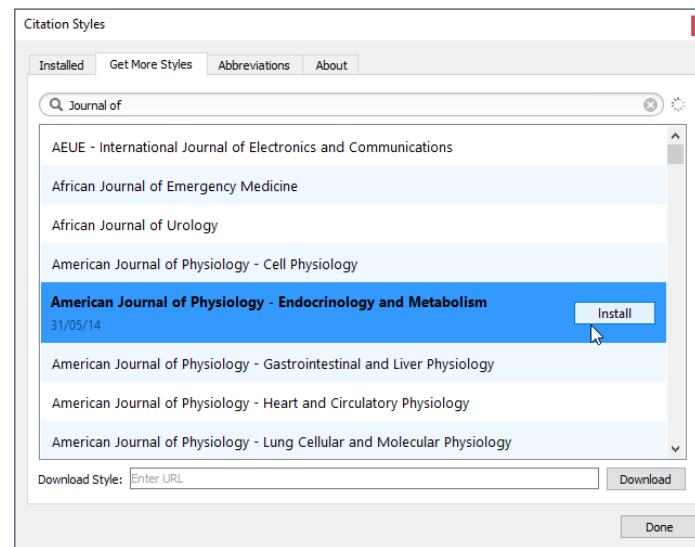 Citation Styles
Installed Get More Styles Abbreviations About
Journal of
AEUE - International Journal of Electronics and Communications
African Journal of Emergency Medicine
African Journal of Urology
American Journal of Physiology - Cell Physiology
American Journal of Physiology - Endocrinology and Metabolism
31/05/14
Install
American Journal of Physiology - Gastrointestinal and Liver Physiology
American Journal of Physiology - Heart and Circulatory Physiology
American Journal of Physiology - Lung Cellular and Molecular Physiology
Download Style: Enter URL Download
Done